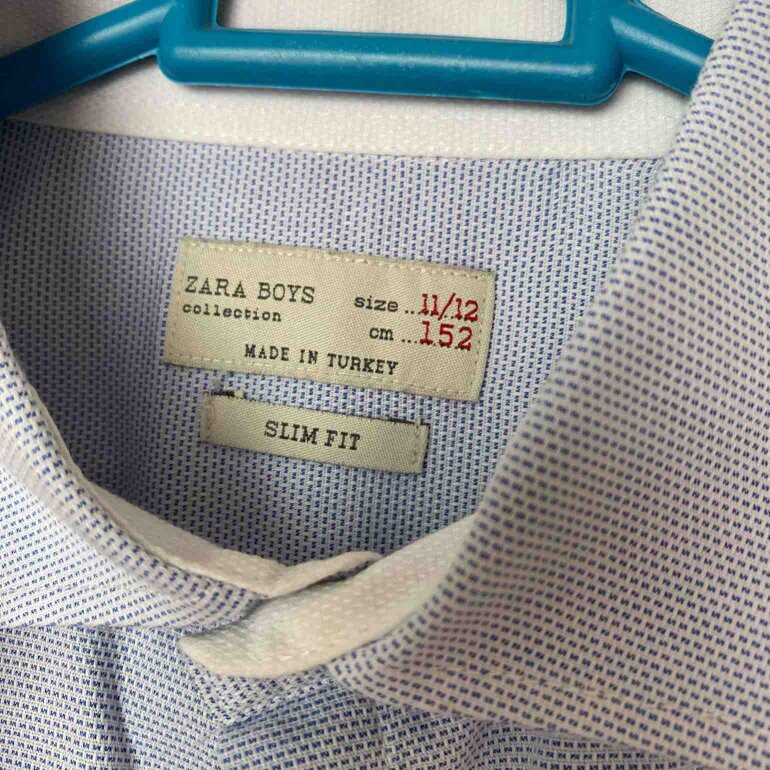 ZARA BOYS
collection
size ...11/12
cm ...152
MADE IN TURKEY
SLIM FIT